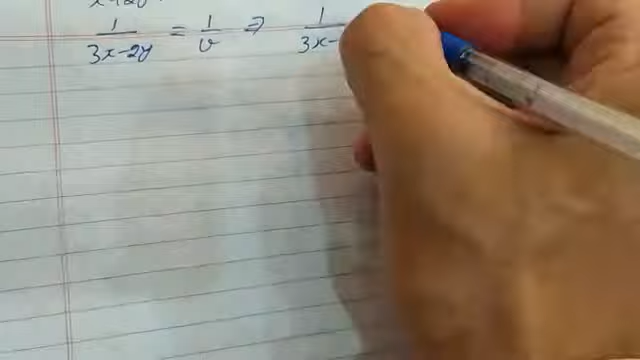 1/(3x-2y) = 1/v ⇒ 1/(3x-